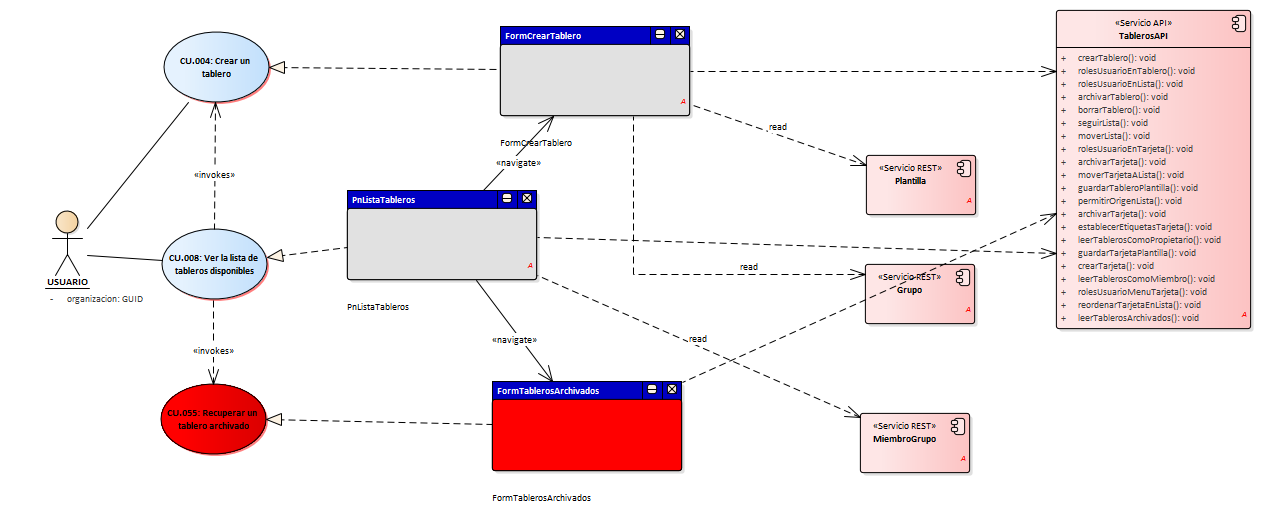 CU.004: Crear un
tablero
«invokes»
USUARIO
- organizacion: GUID
CU.008: Ver la lista de
tableros disponibles
«invokes»
CU.055: Recuperar un
tablero archivado
FormCrearTablero
A
FormCrearTablero
«navigate»
PnListaTableros
A
PnListaTableros
«navigate»
FormTablerosArchivados
FormTablerosArchivados
read
«Servicio REST»
Plantilla
A
read
«Servicio REST»
Grupo
A
read
«Servicio REST»
MiembroGrupo
A
«Servicio API»
TablerosAPI
+ crearTablero(): void
+ rolesUsuarioEnTablero(): void
+ rolesUsuarioEnLista(): void
+ archivarTablero(): void
+ borrarTablero(): void
+ seguirLista(): void
+ moverLista(): void
+ rolesUsuarioEnTarjeta(): void
+ archivarTarjeta(): void
+ moverTarjetaALista(): void
+ guardarTableroPlantilla(): void
+ permitirOrigenLista(): void
+ archivarTarjeta(): void
+ establecerEtiquetasTarjeta(): void
+ leerTablerosComoPropietario(): void
+ guardarTarjetaPlantilla(): void
+ crearTarjeta(): void
+ leerTablerosComoMiembro(): void
+ rolesUsuarioMenuTarjeta(): void
+ reordenarTarjetaEnLista(): void
+ leerTablerosArchivados(): void
A